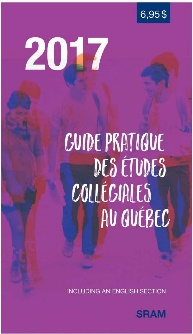 6,95 $
2017
GUIDE PRATIQUE
DES ÉTUDES
COLLÉGIALES
AU QUÉBEC
INCLUDING AN ENGLISH SECTION
SRAM